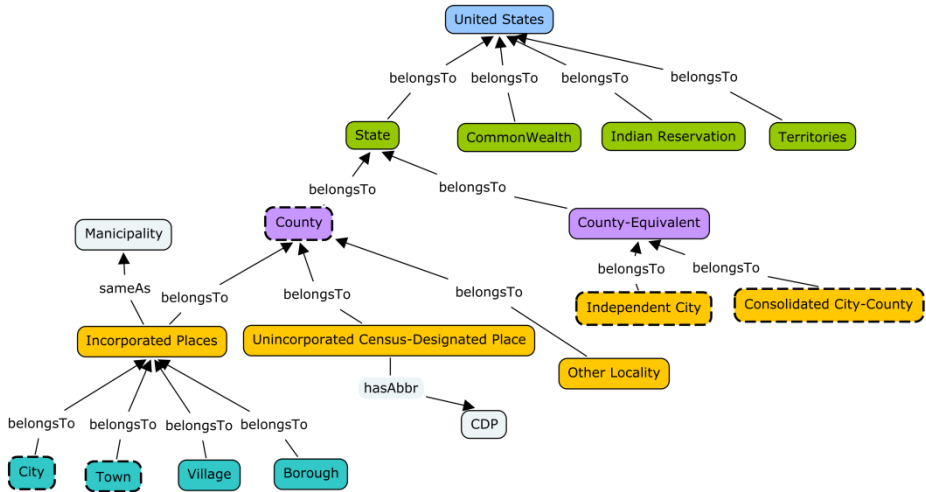 United States
belongsTo belongsTo belongsTo belongsTo
State CommonWealth Indian Reservation Territories
belongsTo belongsTo
County County-Equivalent
Manicipality
belongsTo belongsTo
sameAs belongsTo belongsTo belongsTo
Independent City Consolidated City-County
Incorporated Places Unincorporated Census-Designated Place
Other Locality
hasAbbr
CDP
belongsTo belongsTo belongsTo belongsTo
City Town Village Borough